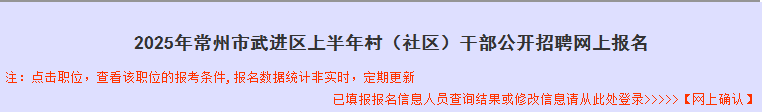 2025年常州市武进区上半年村（社区）干部公开招聘网上报名
注：点击职位，查看该职位的报考条件,报名数据统计非实时，定期更新
已填报报名信息人员查询结果或修改信息请从此处登录>>>>>【网上确认】